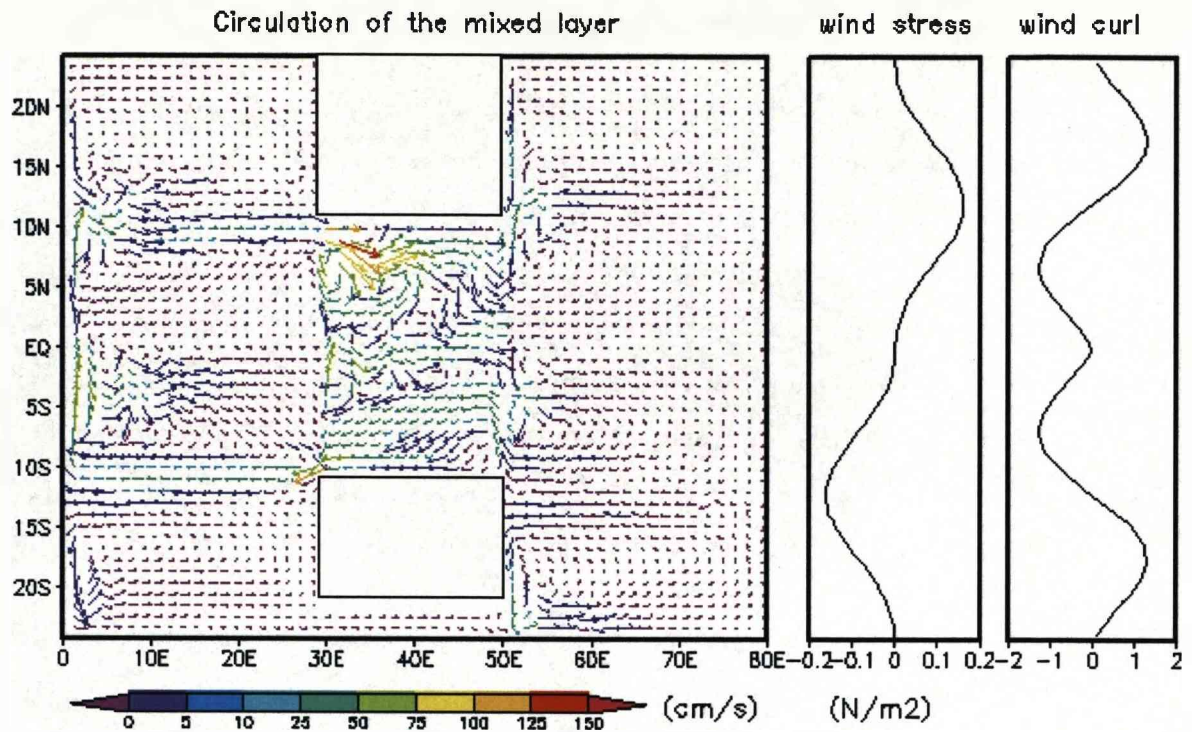 Circulation of the mixed layer
wind stress
wind curl
20N
15N
10N
5N
EQ
5S
10S
15S
20S
0 10E 20E 30E 40E 50E 60E 70E 80E
-0.2 -0.1 0 0.1 0.2
-2 -1 0 1 2
0 5 10 25 50 75 100 125 150
(cm/s)
(N/m2)